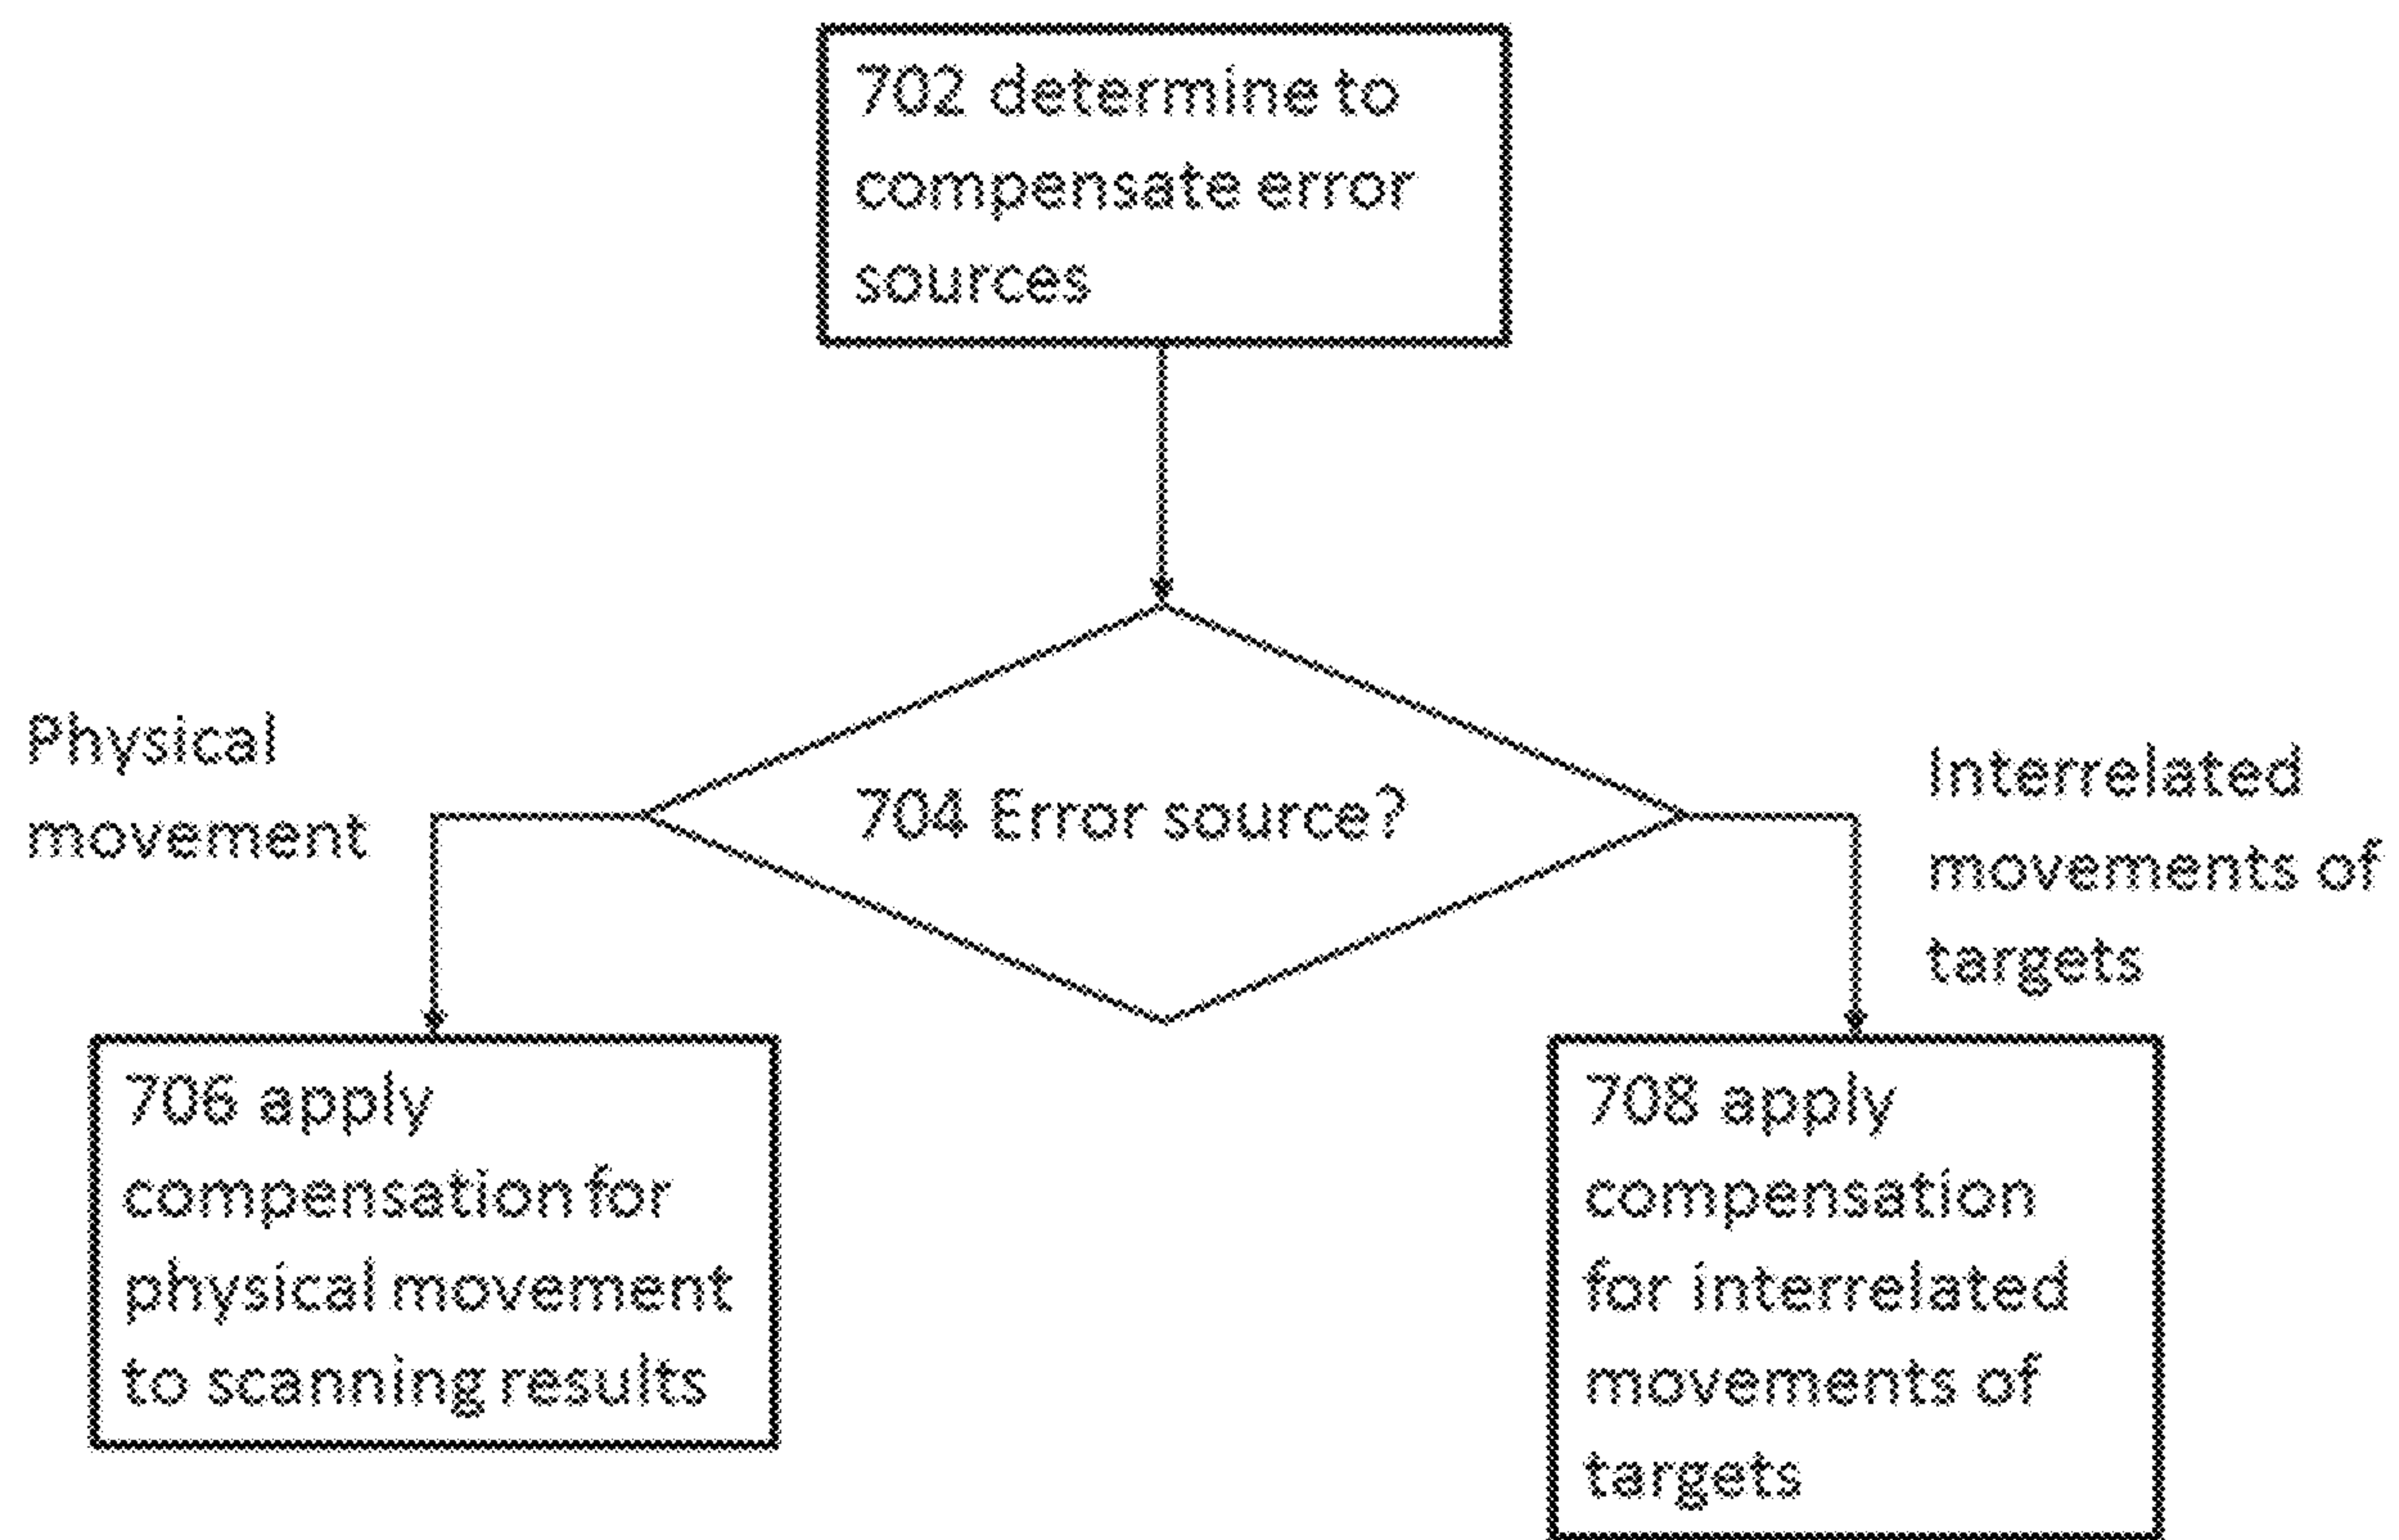 702 determine to
compensate error
sources
704 Error source?
Physical
movement
Interrelated
movements of
targets
706 apply
compensation for
physical movement
to scanning results
708 apply
compensation
for interrelated
movements of
targets